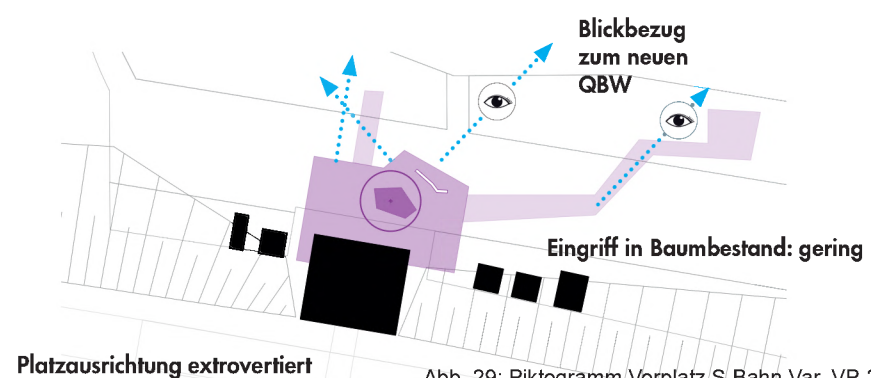 Blickbezug
zum neuen
QBW
Eingriff in Baumbestand: gering
Platzausrichtung extrovertiert
Abb. 29: Piktogramm Vorplatz S-Bahn Var. VP